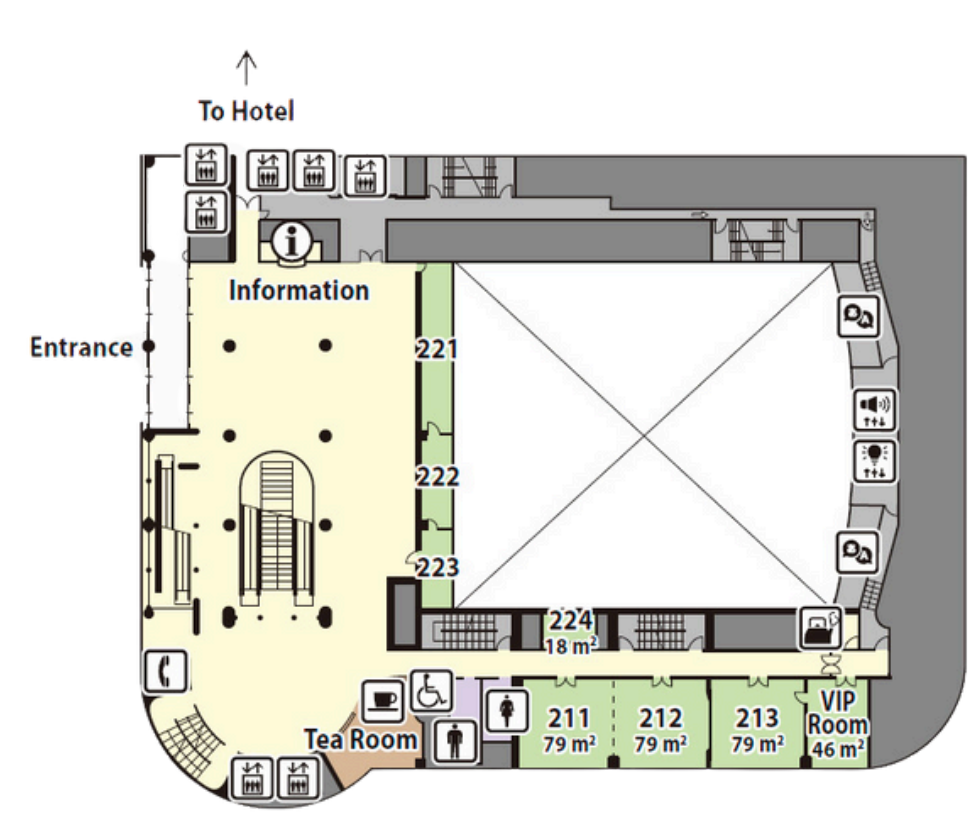 To Hotel
Information
Entrance
221
222
223
224
18 m²
Tea Room
211
79 m²
212
79 m²
213
79 m²
VIP
Room
46 m²